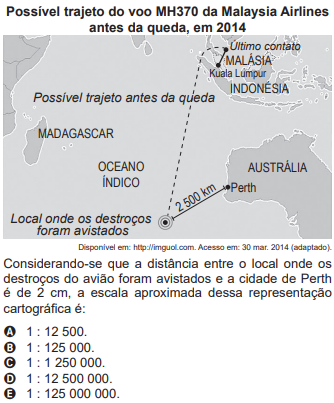 Possível trajeto do voo MH370 da Malaysia Airlines
antes da queda, em 2014
Último contato
MALÁSIA
Kuala Lumpur
INDONÉSIA
Possível trajeto antes da queda
MADAGASCAR
OCEANO
ÍNDICO
AUSTRÁLIA
2 500 km
Perth
Local onde os destroços
foram avistados
Disponível em: http://imguol.com. Acesso em: 30 mar. 2014 (adaptado).
Considerando-se que a distância entre o local onde os
destroços do avião foram avistados e a cidade de Perth
é de 2 cm, a escala aproximada dessa representação
cartográfica é:
A 1 : 12 500.
B 1 : 125 000.
C 1 : 1 250 000.
D 1 : 12 500 000.
E 1 : 125 000 000.